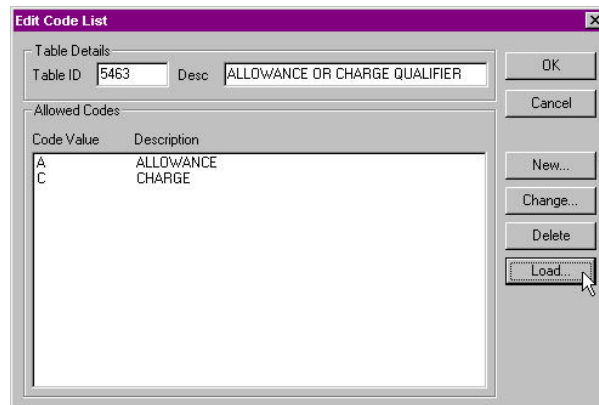 Edit Code List
Table Details
Table ID 5463 Desc ALLOWANCE OR CHARGE QUALIFIER
OK
Cancel
Allowed Codes
Code Value Description
A ALLOWANCE
C CHARGE
New...
Change...
Delete
Load...